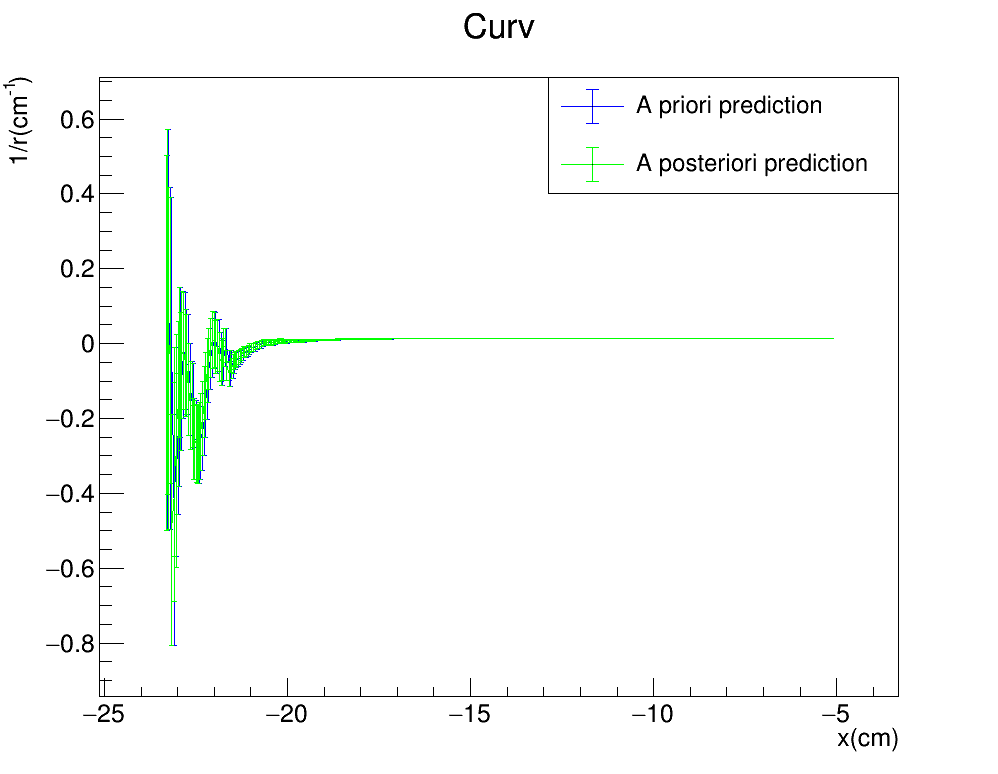 Curv
1/r(cm⁻¹)
A priori prediction
A posteriori prediction
0.6
0.4
0.2
0
−0.2
−0.4
−0.6
−0.8
−25 −20 −15 −10 −5
x(cm)